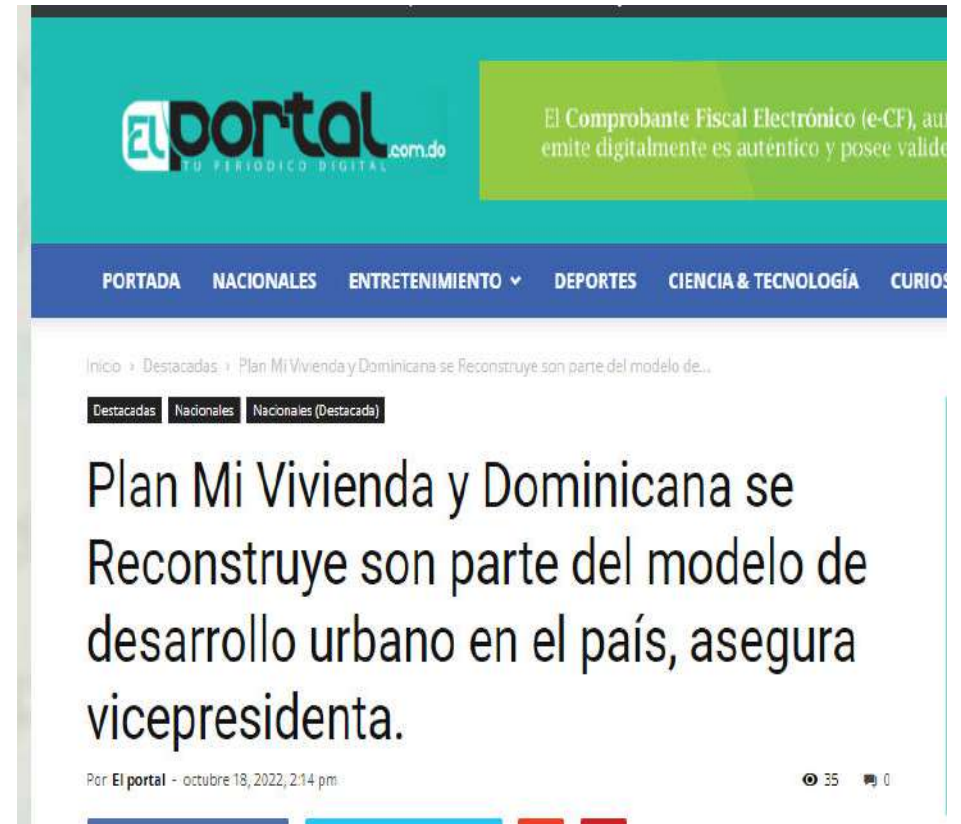 ELportal.com.do
TU PERIODICO DIGITAL
El Comprobante Fiscal Electrónico (e-CF),
emite digitalmente es auténtico y posee
PORTADA NACIONALES ENTRETENIMIENTO DEPORTES CIENCIA & TECNOLOGÍA
Inicio › Destacadas › Plan Mi Vivienda y Dominicana se Reconstruye son parte del modelo de...
Destacadas Nacionales Nacionales (Destacada)
Plan Mi Vivienda y Dominicana se
Reconstruye son parte del modelo de
desarrollo urbano en el país, asegura
vicepresidenta.
Por El portal - octubre 18, 2022, 2:14 pm 35 0